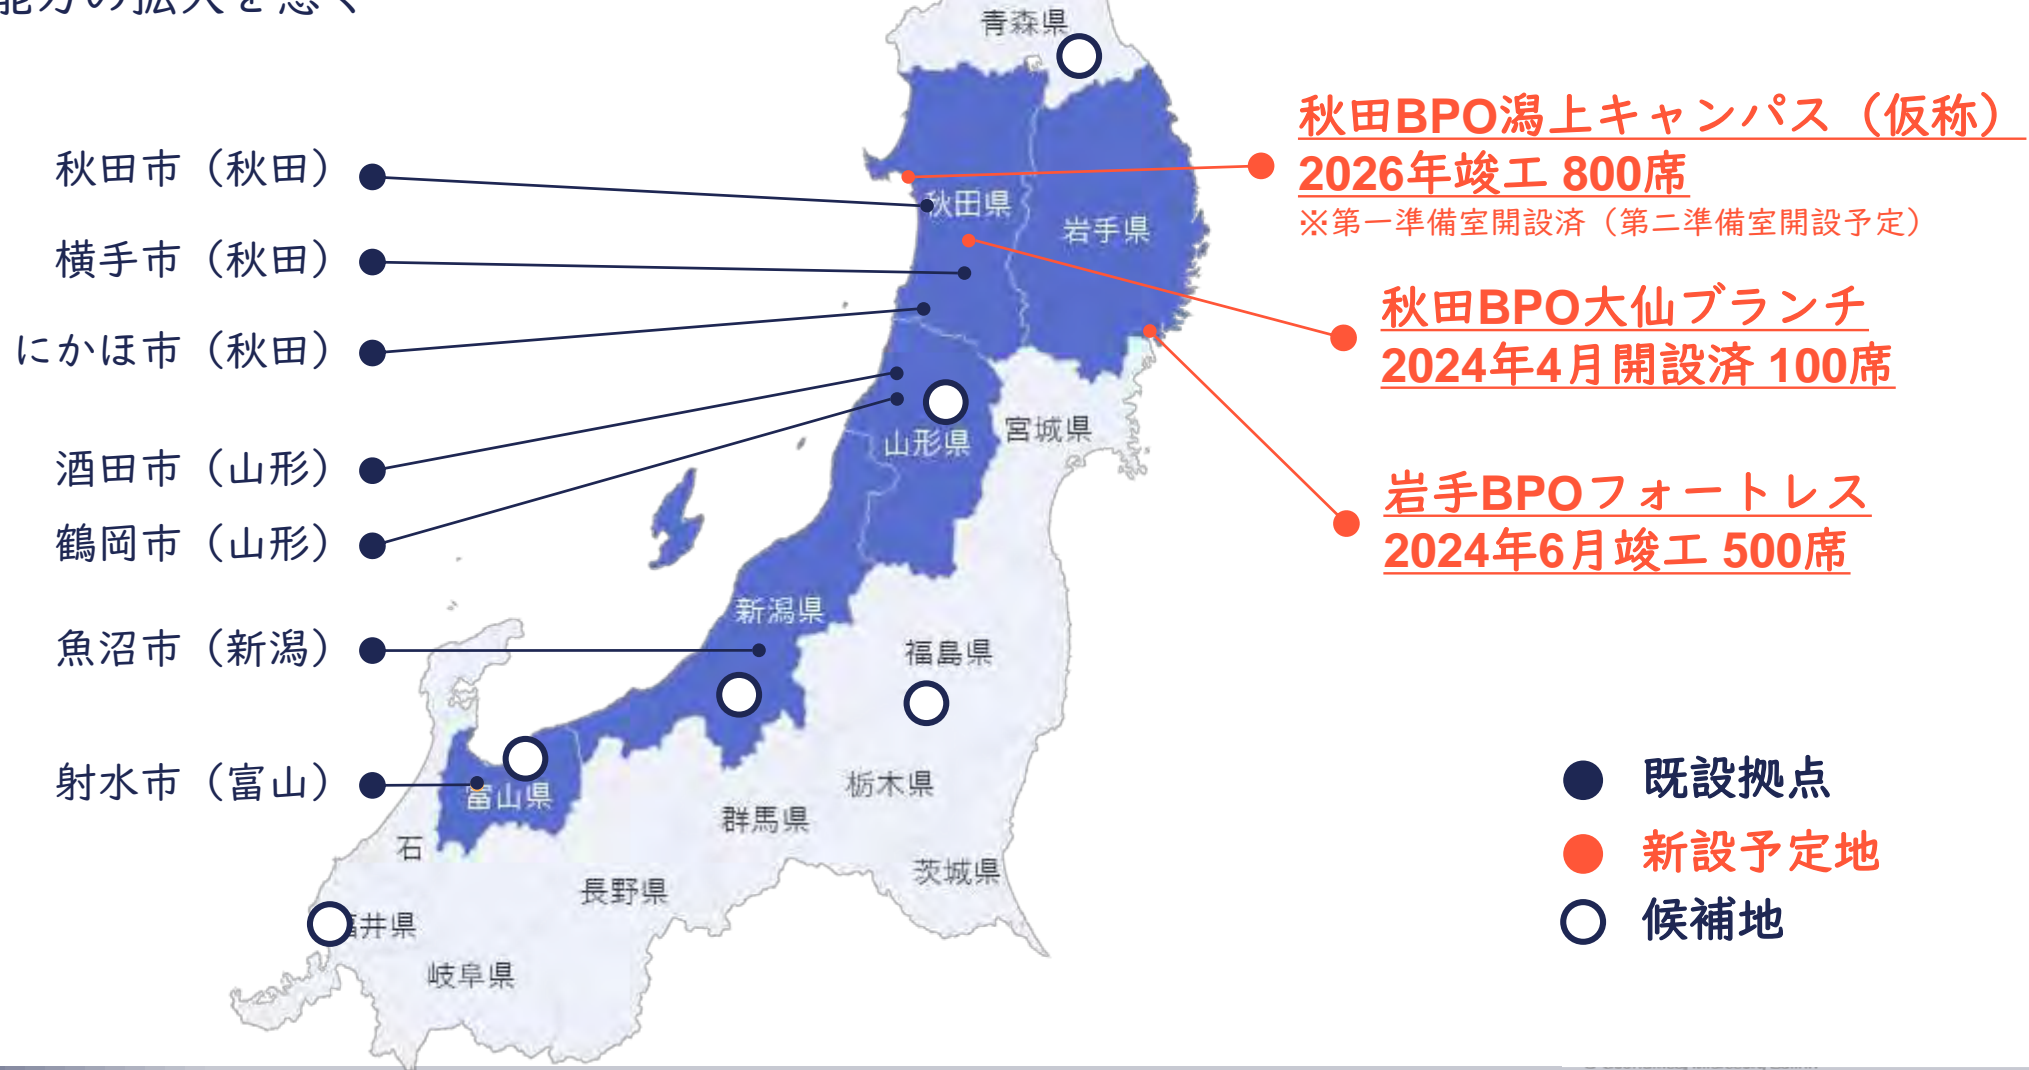 青森県
秋田BPO潟上キャンパス（仮称）
2026年竣工 800席
※第一準備室開設済（第二準備室開設予定）
秋田市（秋田）
秋田県
岩手県
横手市（秋田）
秋田BPO大仙ブランチ
2024年4月開設済 100席
にかほ市（秋田）
宮城県
山形県
酒田市（山形）
岩手BPOフォートレス
2024年6月竣工 500席
鶴岡市（山形）
新潟県
魚沼市（新潟）
福島県
射水市（富山）
富山県
栃木県
群馬県
石
茨城県
長野県
井県
岐阜県
既設拠点
新設予定地
候補地